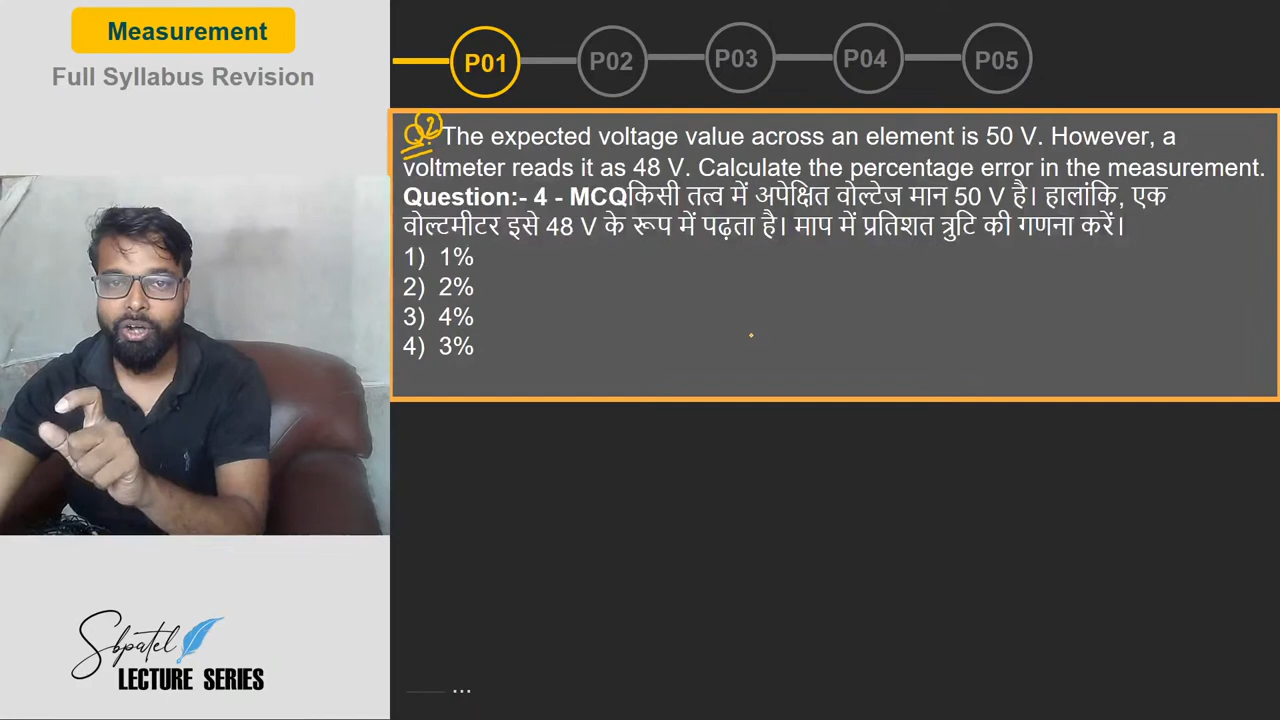 Measurement
Full Syllabus Revision
P01
P02
P03
P04
P05
Q. 2 The expected voltage value across an element is 50 V. However, a
voltmeter reads it as 48 V. Calculate the percentage error in the measurement.
Question:- 4 - MCQकिसी तत्व में अपेक्षित वोल्टेज मान 50 V है। हालांकि, एक
वोल्टमीटर इसे 48 V के रूप में पढ़ता है। माप में प्रतिशत त्रुटि की गणना करें।
1) 1%
2) 2%
3) 4%
4) 3%
Sbpatel
LECTURE SERIES
...